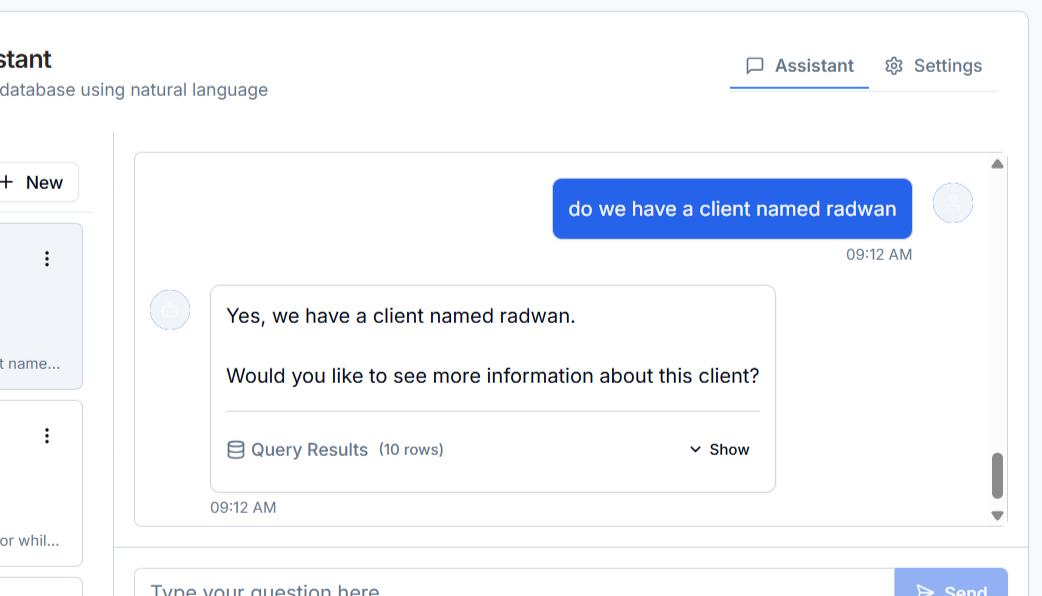 stant
database using natural language
Assistant
Settings
New
t name...
or whil...
do we have a client named radwan
09:12 AM
Yes, we have a client named radwan.
Would you like to see more information about this client?
Query Results (10 rows)
Show
09:12 AM
Type your question here
Send